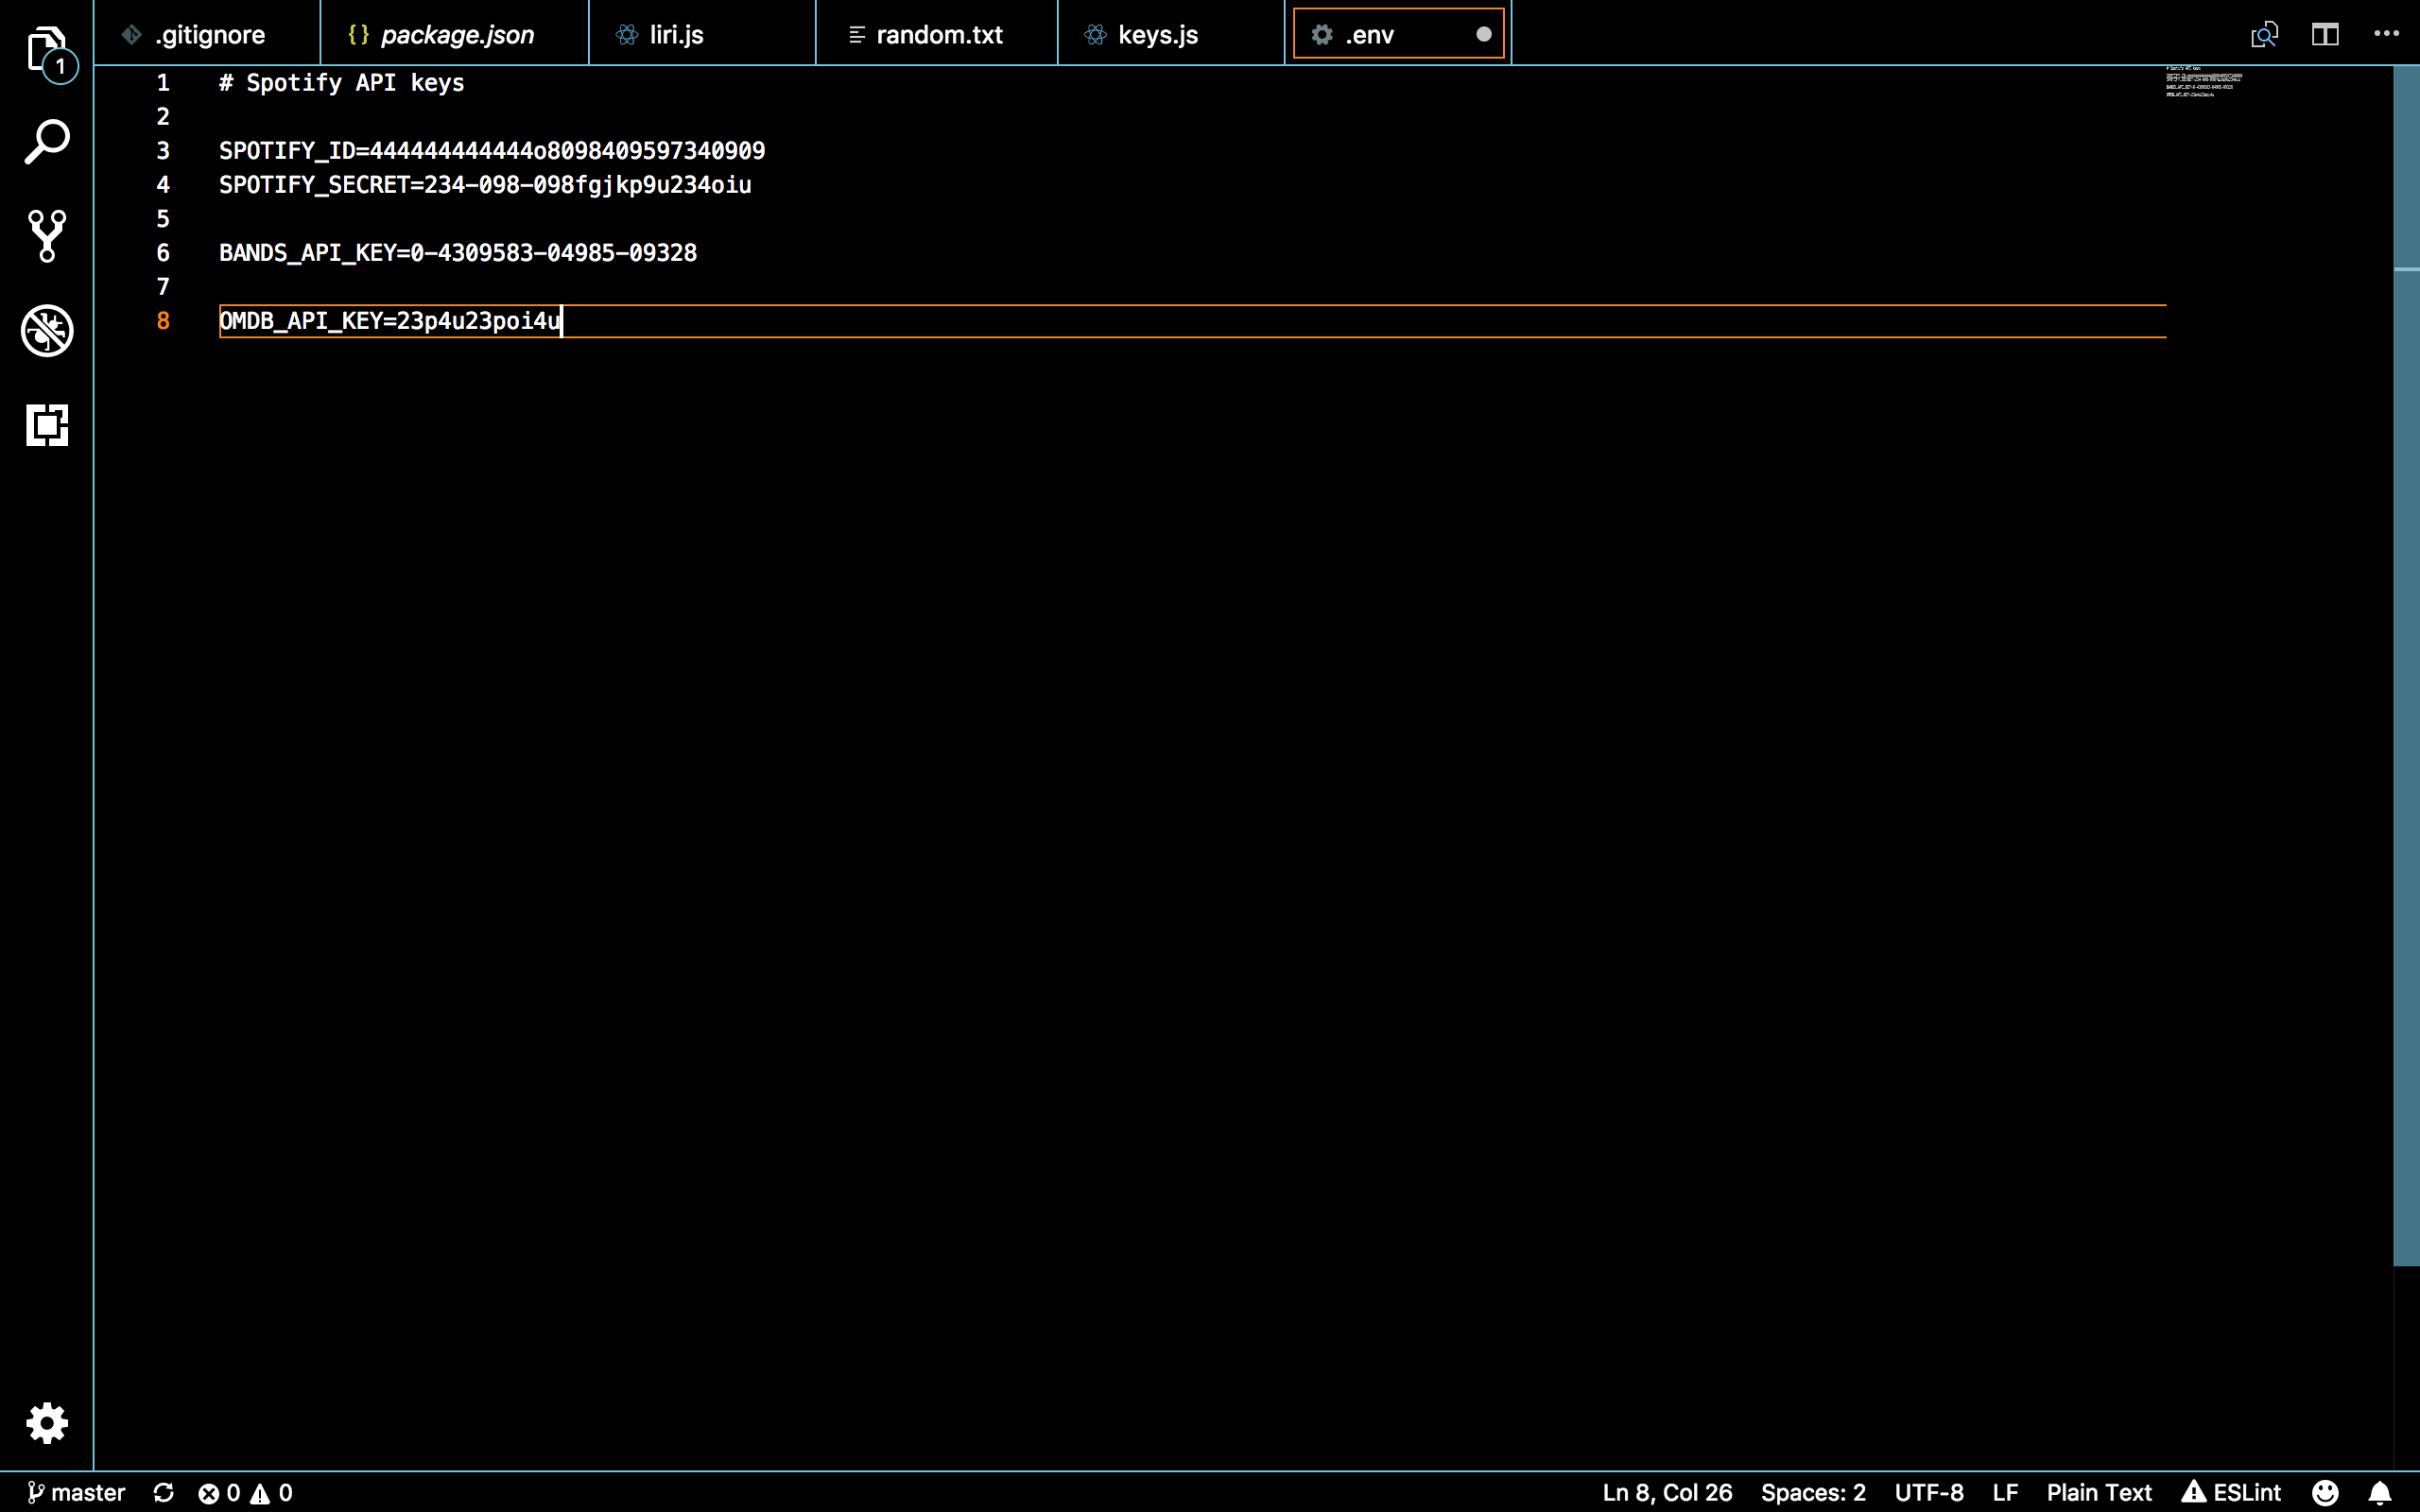 1
.gitignore
{} package.json
liri.js
random.txt
keys.js
.env
1 # Spotify API keys
2
3 SPOTIFY_ID=444444444444o8098409597340909
4 SPOTIFY_SECRET=234-098-098fgjkp9u234oiu
5
6 BANDS_API_KEY=0-4309583-04985-09328
7
8 OMDB_API_KEY=23p4u23poi4u
master 0 0 Ln 8, Col 26 Spaces: 2 UTF-8 LF Plain Text ESLint